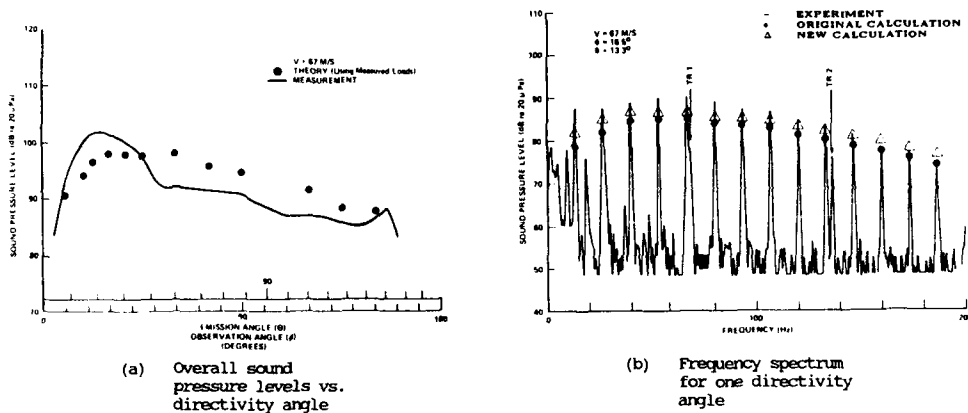 120
110
100
90
80
70
SOUND PRESSURE LEVEL (dB re 20 μPa)
V = 67 M/S
● THEORY (Using Measured Loads)
— MEASUREMENT
90
0
180
EMISSION ANGLE (Θ)
OBSERVATION ANGLE (ϕ)
(DEGREES)
(a) Overall sound
pressure levels vs.
directivity angle
— EXPERIMENT
● ORIGINAL CALCULATION
△ NEW CALCULATION
V = 67 M/S
TR 1
TR 2
110
100
90
80
70
60
50
40
SOUND PRESSURE LEVEL (dB re 20 μPa)
0
100
FREQUENCY (Hz)
(b) Frequency spectrum
for one directivity
angle